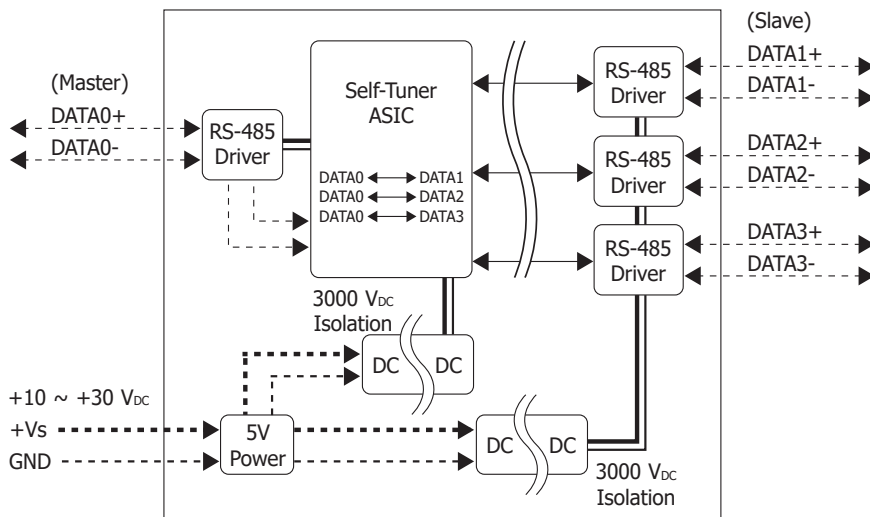 (Master)
DATA0+
DATA0-
RS-485
Driver
Self-Tuner
ASIC
DATA0 DATA1
DATA0 DATA2
DATA0 DATA3
(Slave)
RS-485
Driver
DATA1+
DATA1-
RS-485
Driver
DATA2+
DATA2-
RS-485
Driver
DATA3+
DATA3-
3000 VDC
Isolation
DC DC
+10 ~ +30 VDC
+Vs
GND
5V
Power
DC DC
3000 VDC
Isolation